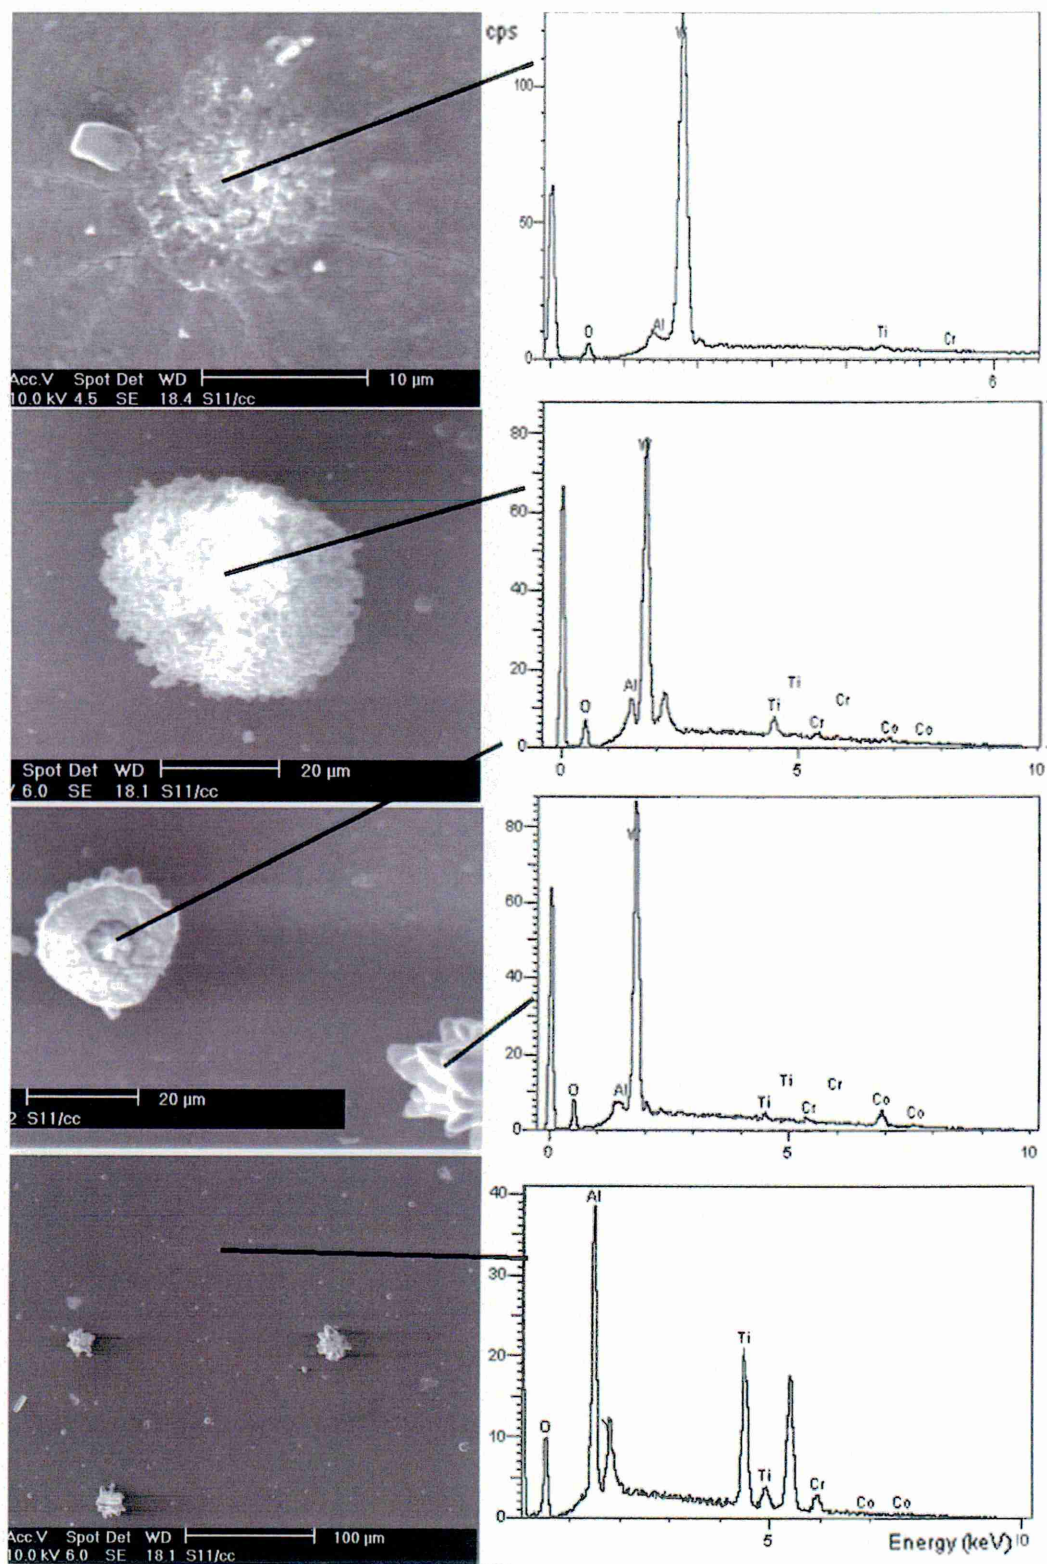 cps
100
50
0
W
O
Al
Ti
Cr
6
Acc.V Spot Det WD 10 µm
10.0 kV 4.5 SE 18.4 S11/cc
80
60
40
20
0
W
O
Al
Ti
Ti
Cr
Cr
Co
Co
0 5 10
Spot Det WD 20 µm
6.0 SE 18.1 S11/cc
80
60
40
20
0
O
Al
Ti
Ti
Cr
Cr
Co
Co
0 5 10
20 µm
2 S11/cc
40
30
20
10
0
O
Al
Ti
Ti
Cr
Co
Co
5
Energy (keV) 10
Acc.V Spot Det WD 100 µm
10.0 kV 6.0 SE 18.1 S11/cc